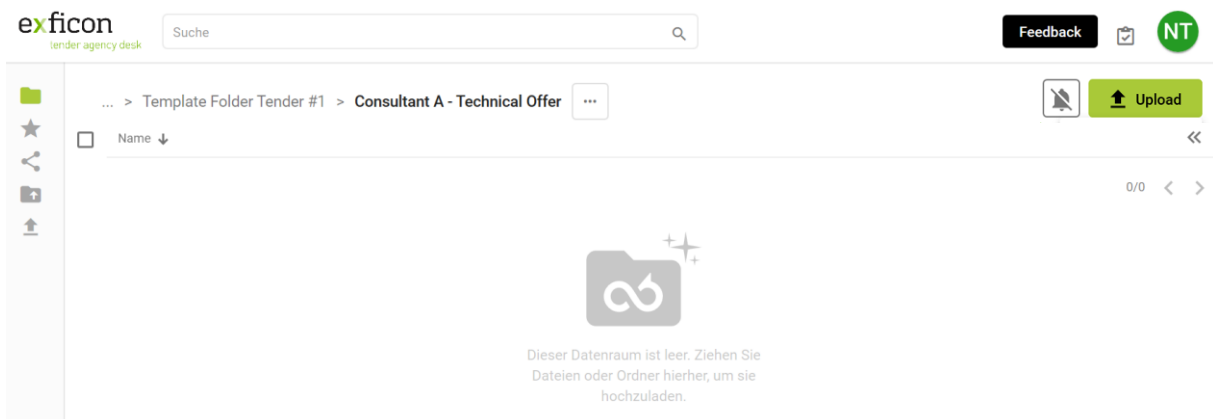 exficon
tender agency desk
Suche
Feedback
NT
... > Template Folder Tender #1 > Consultant A - Technical Offer ...
Upload
Name
0/0
Dieser Datenraum ist leer. Ziehen Sie
Dateien oder Ordner hierher, um sie
hochzuladen.